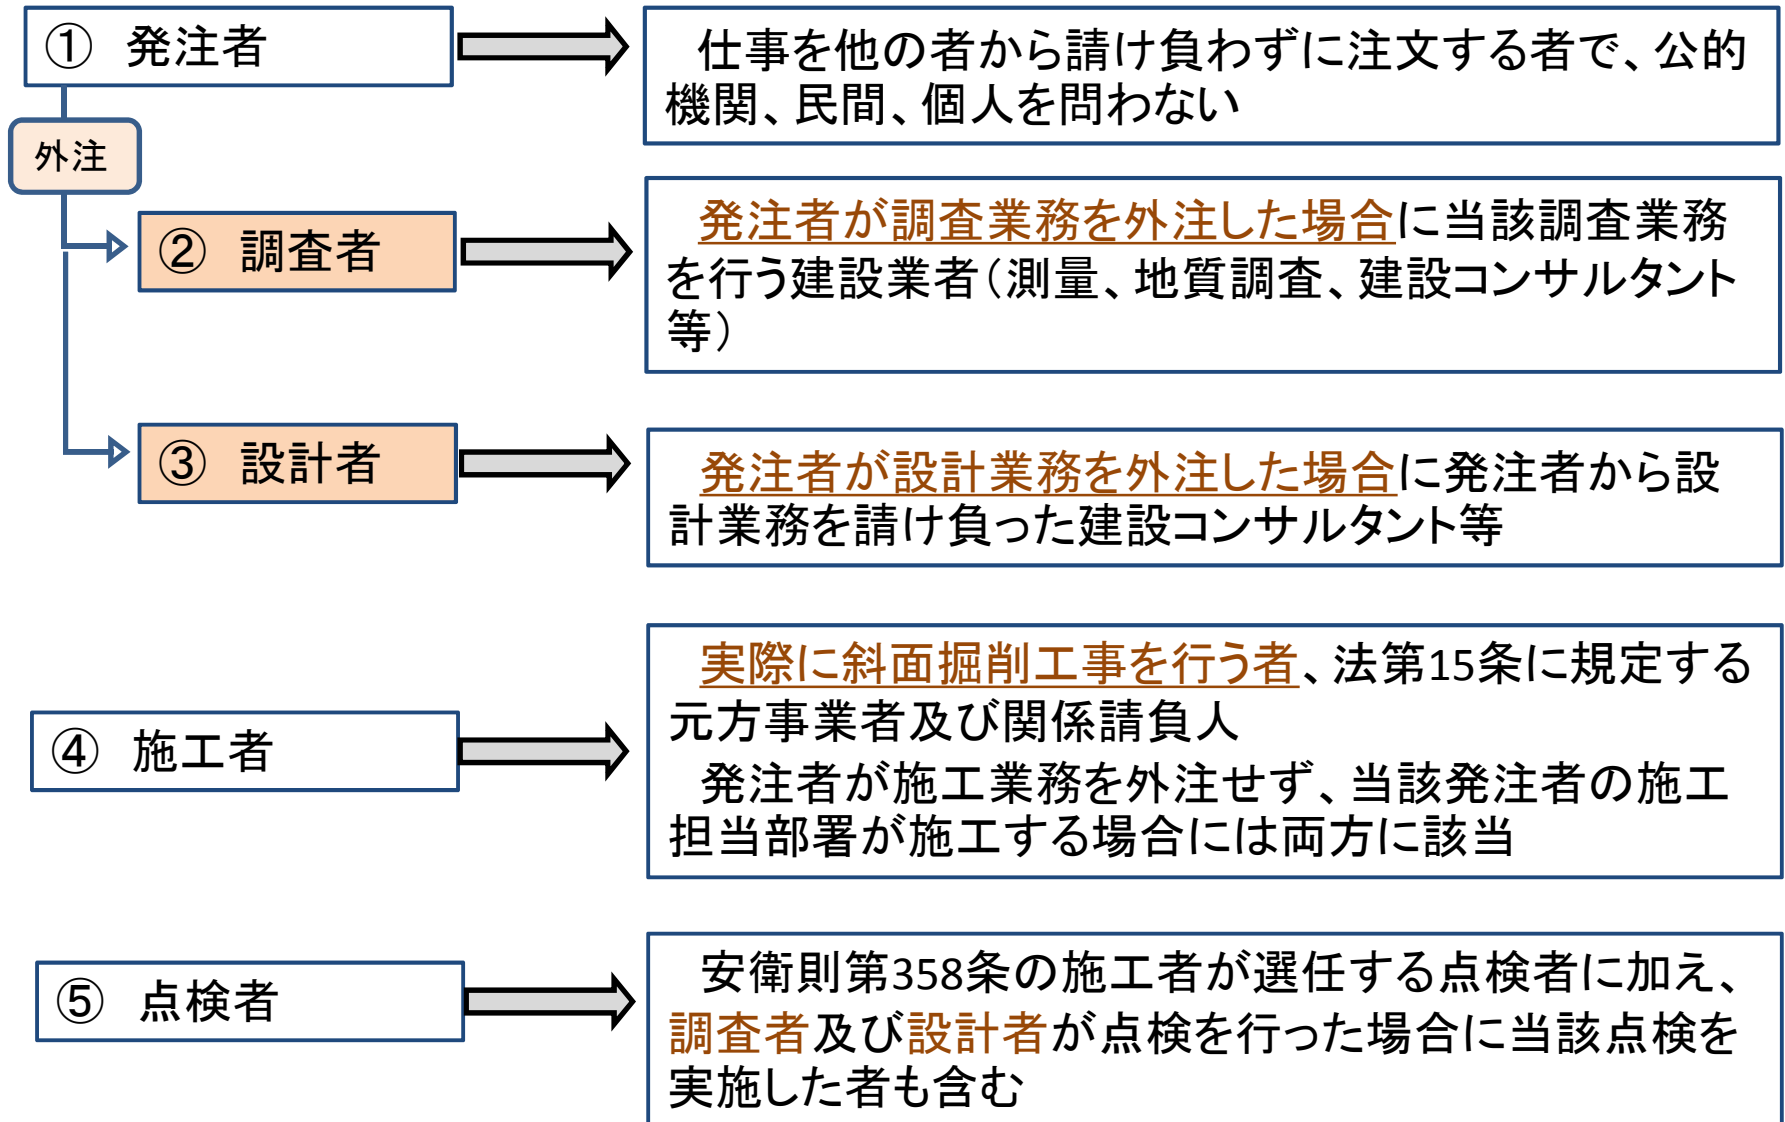 ① 発注者
仕事を他の者から請け負わずに注文する者で、公的
機関、民間、個人を問わない
外注
② 調査者
発注者が調査業務を外注した場合に当該調査業務
を行う建設業者(測量、地質調査、建設コンサルタント
等)
③ 設計者
発注者が設計業務を外注した場合に発注者から設
計業務を請け負った建設コンサルタント等
④ 施工者
実際に斜面掘削工事を行う者、法第15条に規定する
元方事業者及び関係請負人
発注者が施工業務を外注せず、当該発注者の施工
担当部署が施工する場合には両方に該当
⑤ 点検者
安衛則第358条の施工者が選任する点検者に加え、
調査者及び設計者が点検を行った場合に当該点検を
実施した者も含む